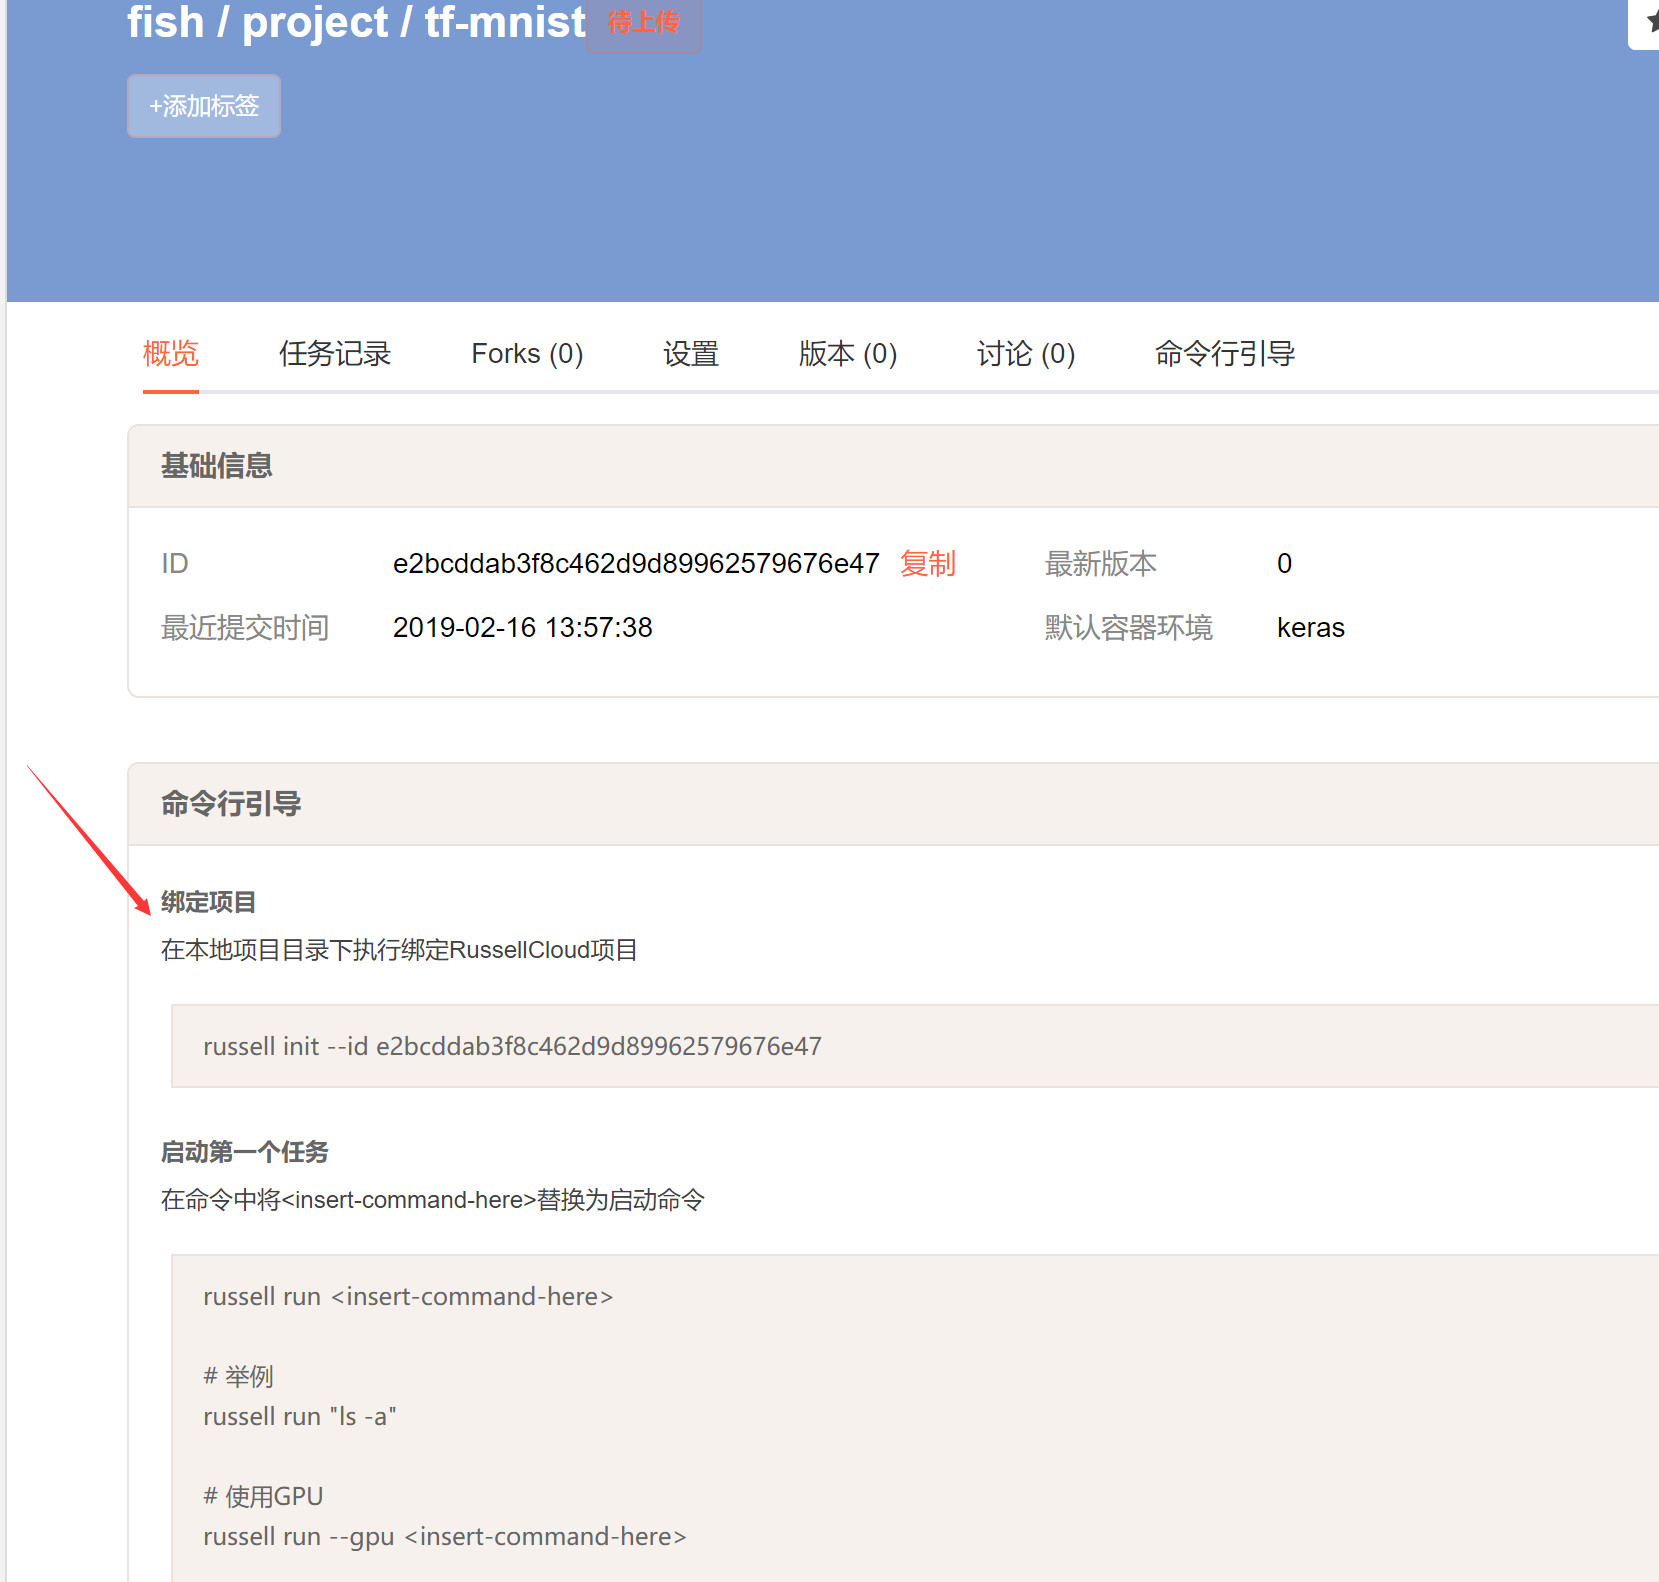 fish / project / tf-mnist 待上传
+添加标签
概览 任务记录 Forks (0) 设置 版本 (0) 讨论 (0) 命令行引导
基础信息
ID e2bcddab3f8c462d9d89962579676e47 复制 最新版本 0
最近提交时间 2019-02-16 13:57:38 默认容器环境 keras
命令行引导
绑定项目
在本地项目目录下执行绑定RussellCloud项目
russell init --id e2bcddab3f8c462d9d89962579676e47
启动第一个任务
在命令中将<insert-command-here>替换为启动命令
russell run <insert-command-here>
# 举例
russell run "ls -a"
# 使用GPU
russell run --gpu <insert-command-here>